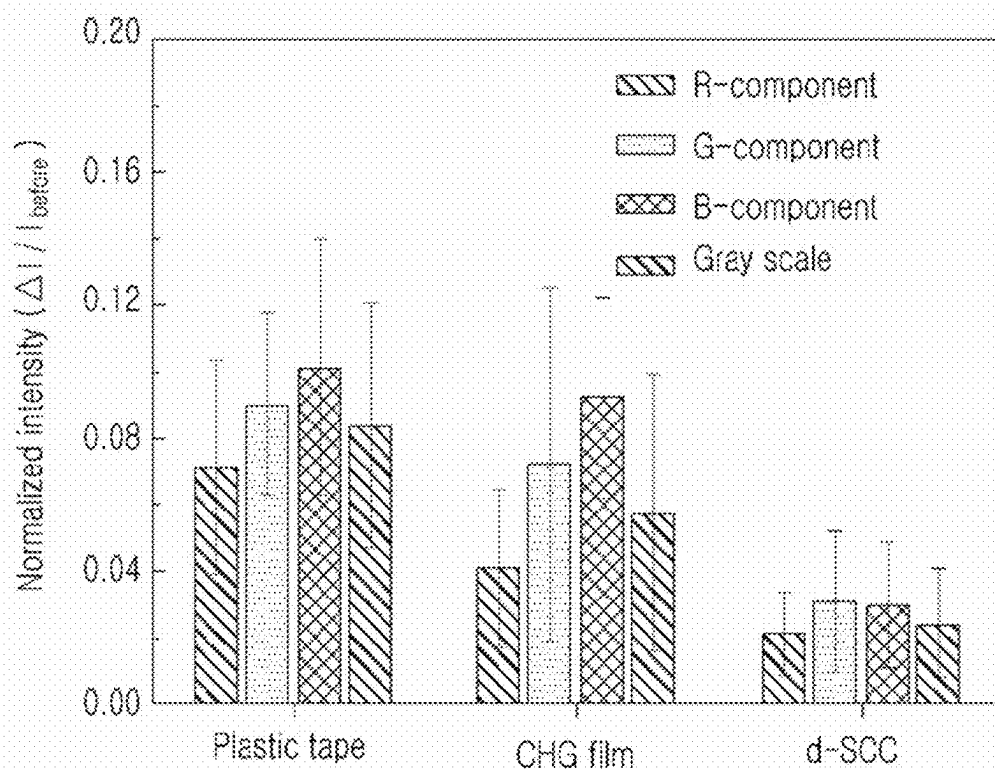 0.20
0.16
0.12
0.08
0.04
0.00
Normalized intensity (△I / I before)
R-component
G-component
B-component
Gray scale
Plastic tape
CHG film
d-SCC